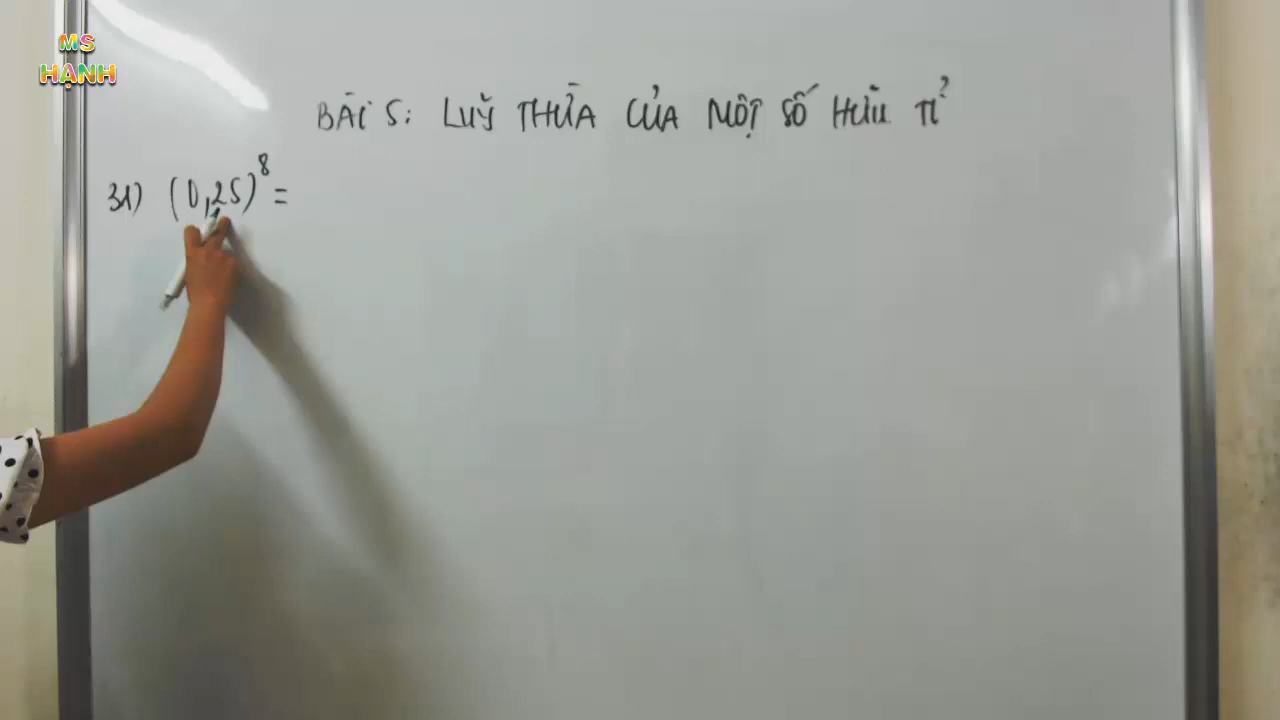 MS
HẠNH
BÀI 5: LUỸ THỪA CỦA MỘT SỐ HỮU TỈ
31) (0,25)⁸ =